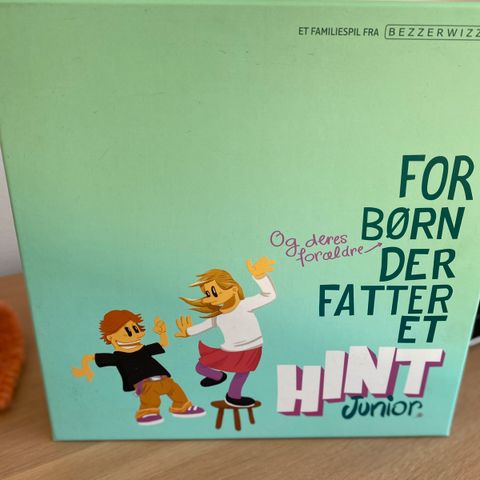 ET FAMILIESPIL FRA BEZZERWIZZ
FOR
BØRN
Og deres
forældre
DER
FATTER
ET
HINT
Junior